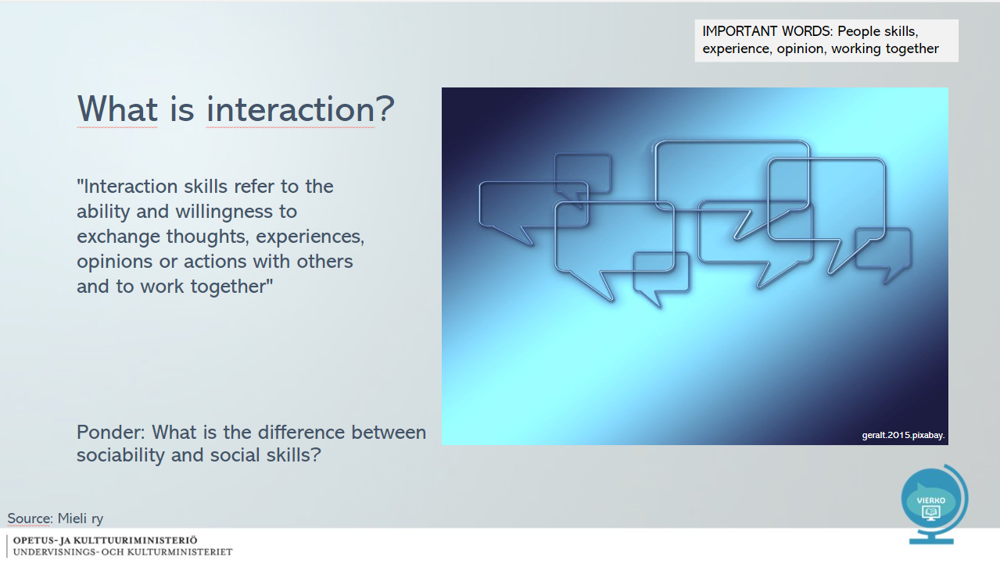 IMPORTANT WORDS: People skills,
experience, opinion, working together
What is interaction?
"Interaction skills refer to the
ability and willingness to
exchange thoughts, experiences,
opinions or actions with others
and to work together"
geralt.2015.pixabay.
Ponder: What is the difference between
sociability and social skills?
VIERKO
Source: Mieli ry
OPETUS- JA KULTTUURIMINISTERIÖ
UNDERVISNINGS- OCH KULTURMINISTERIET